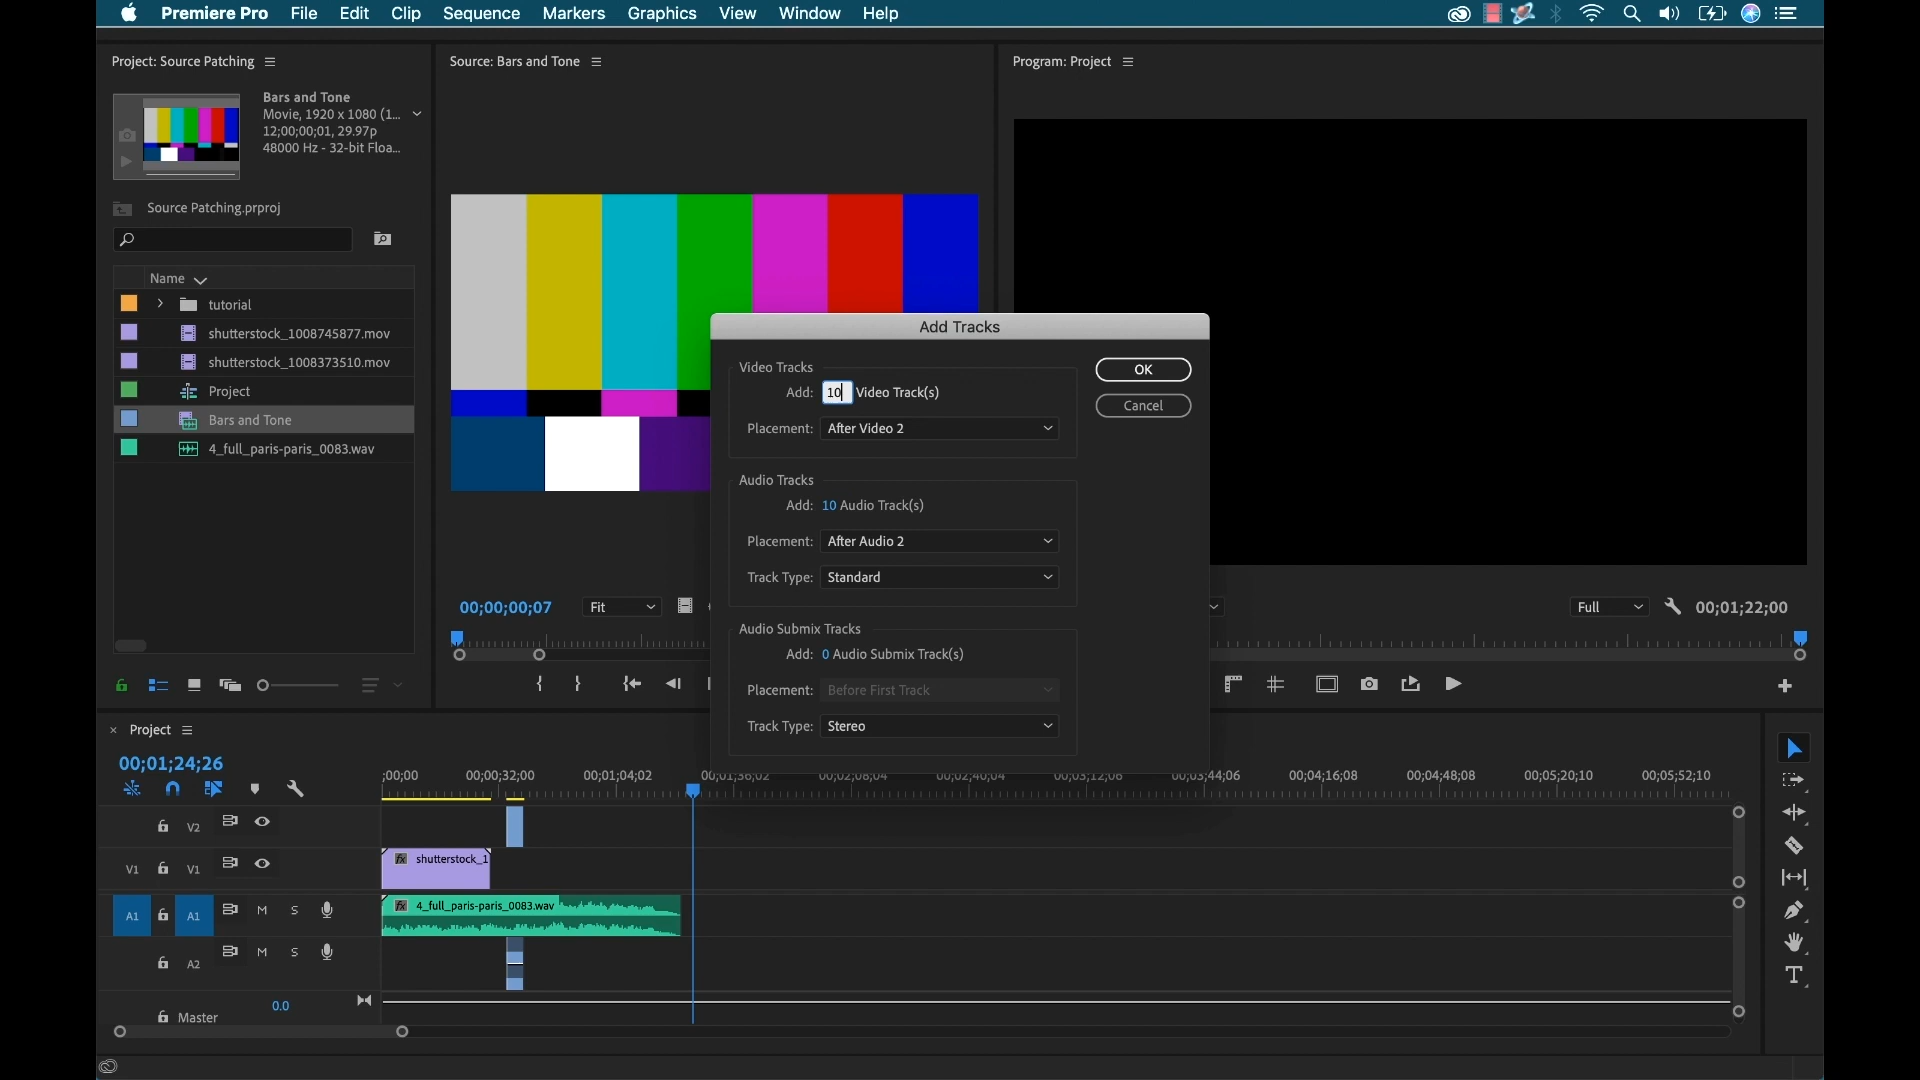 Premiere Pro File Edit Clip Sequence Markers Graphics View Window Help
Project: Source Patching
Source: Bars and Tone
Program: Project
Bars and Tone
Movie, 1920 x 1080 (1...
12;00;00;01, 29.97p
48000 Hz - 32-bit Floa...
Source Patching.prproj
Name
tutorial
shutterstock_1008745877.mov
shutterstock_1008373510.mov
Project
Bars and Tone
4_full_paris-paris_0083.wav
Add Tracks
Video Tracks
Add: 10 Video Track(s)
Placement: After Video 2
OK
Cancel
Audio Tracks
Add: 10 Audio Track(s)
Placement: After Audio 2
Track Type: Standard
Audio Submix Tracks
Add: 0 Audio Submix Track(s)
Placement: Before First Track
Track Type: Stereo
00;00;00;07
Fit
Full
00;01;22;00
Project
00;01;24;26
;00;00 00;00;32;00 00;01;04;02 00;01;36;02 00;02;08;04 00;02;40;04 00;03;12;06 00;03;44;06 00;04;16;08 00;04;48;08 00;05;20;10 00;05;52;10
V2
V1 V1
fx shutterstock_1
A1 A1 M S
fx 4_full_paris-paris_0083.wav
A2 M S
0.0
Master